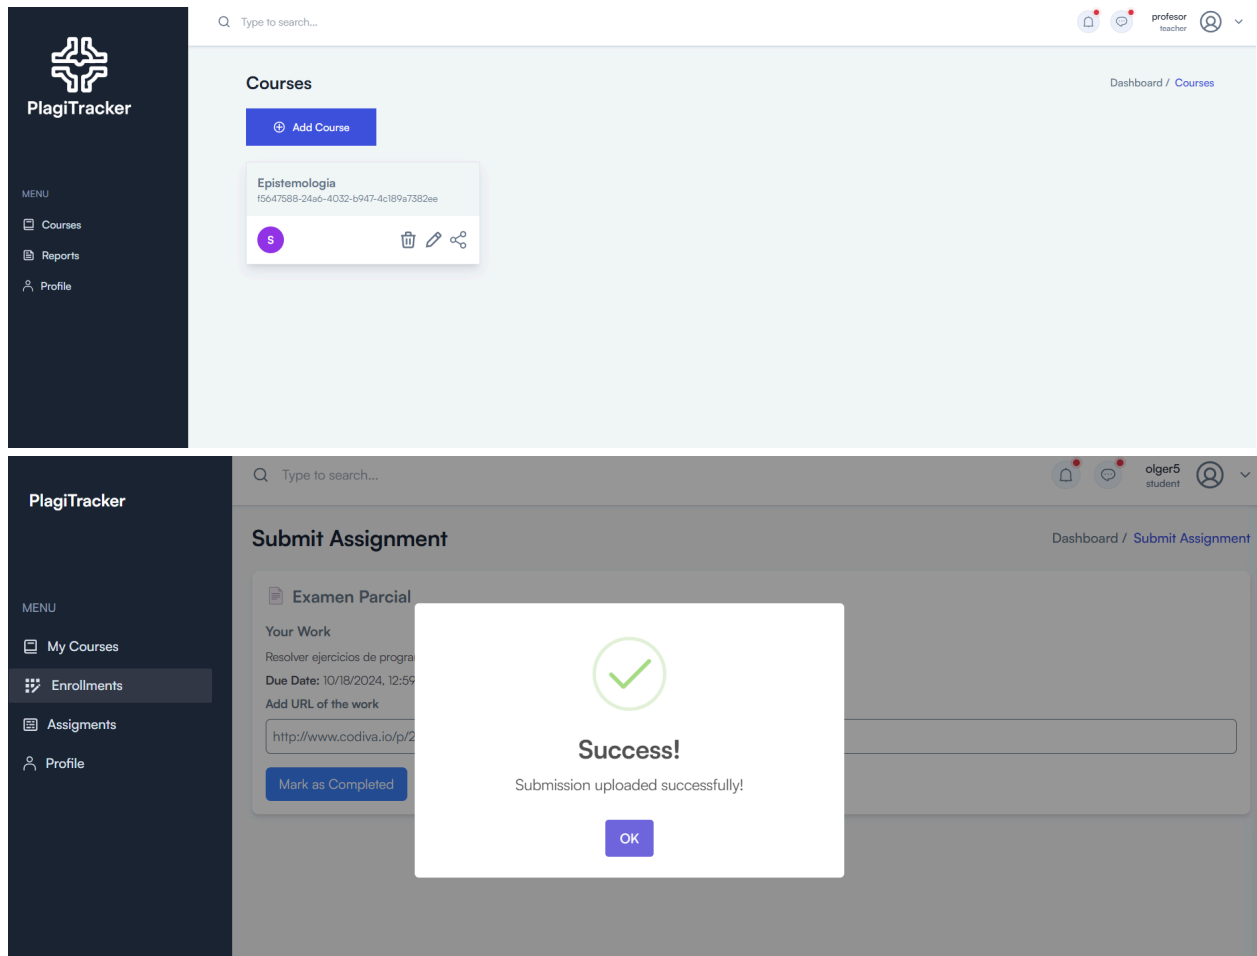 Type to search...
profesor
teacher
PlagiTracker
Courses
Dashboard / Courses
Add Course
Epistemologia
f5647588-24a6-4032-b947-4c189a7382ee
S
MENU
Courses
Reports
Profile
PlagiTracker
Type to search...
olger5
student
Submit Assignment
Dashboard / Submit Assignment
MENU
My Courses
Enrollments
Assigments
Profile
Examen Parcial
Your Work
Resolver ejercicios de progra
Due Date: 10/18/2024, 12:59
Add URL of the work
http://www.codiva.io/p/2
Mark as Completed
Success!
Submission uploaded successfully!
OK